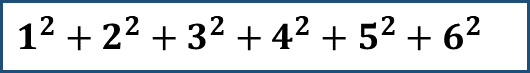 1² + 2² + 3² + 4² + 5² + 6²